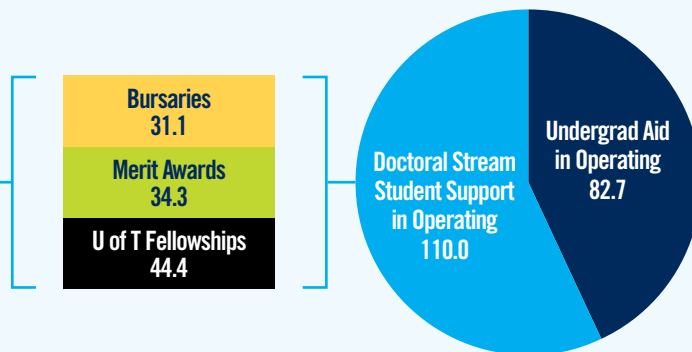 Bursaries
31.1
Merit Awards
34.3
U of T Fellowships
44.4
Doctoral Stream
Student Support
in Operating
110.0
Undergrad Aid
in Operating
82.7